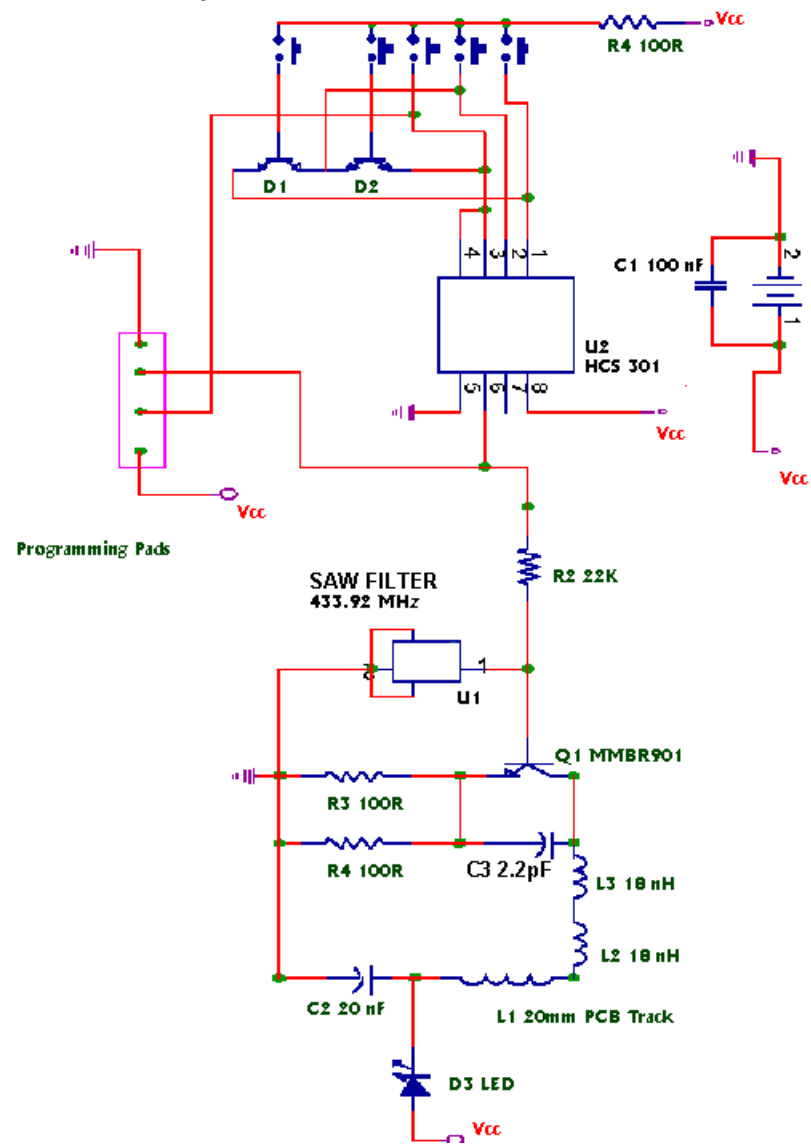 Vcc
R4 100R
D1
D2
4 3 2 1
2
C1 100 nF
1
U2
HCS 301
5 6 7 8
Vcc
Vcc
Vcc
Programming Pads
R2 22K
SAW FILTER
433.92 MHz
2
1
U1
Q1 MMBR901
R3 100R
R4 100R
C3 2.2pF
L3 18 nH
L2 18 nH
C2 20 nF
L1 20mm PCB Track
D3 LED
Vcc